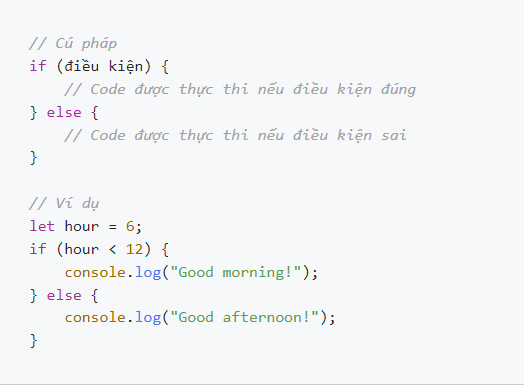 // Cú pháp
if (điều kiện) {
    // Code được thực thi nếu điều kiện đúng
} else {
    // Code được thực thi nếu điều kiện sai
}
// Ví dụ
let hour = 6;
if (hour < 12) {
    console.log("Good morning!");
} else {
    console.log("Good afternoon!");
}